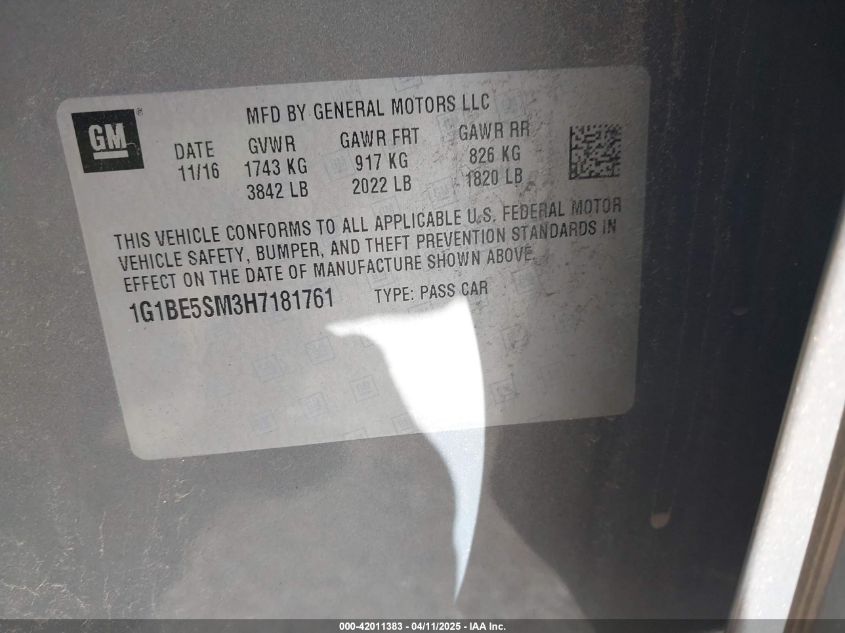 MFD BY GENERAL MOTORS LLC
GM®
DATE GVWR GAWR FRT GAWR RR
11/16 1743 KG 917 KG 826 KG
3842 LB 2022 LB 1820 LB
THIS VEHICLE CONFORMS TO ALL APPLICABLE U.S. FEDERAL MOTOR
VEHICLE SAFETY, BUMPER, AND THEFT PREVENTION STANDARDS IN
EFFECT ON THE DATE OF MANUFACTURE SHOWN ABOVE.
1G1BE5SM3H7181761 TYPE: PASS CAR
000-42011383 / 04/11/2025 - IAA Inc.